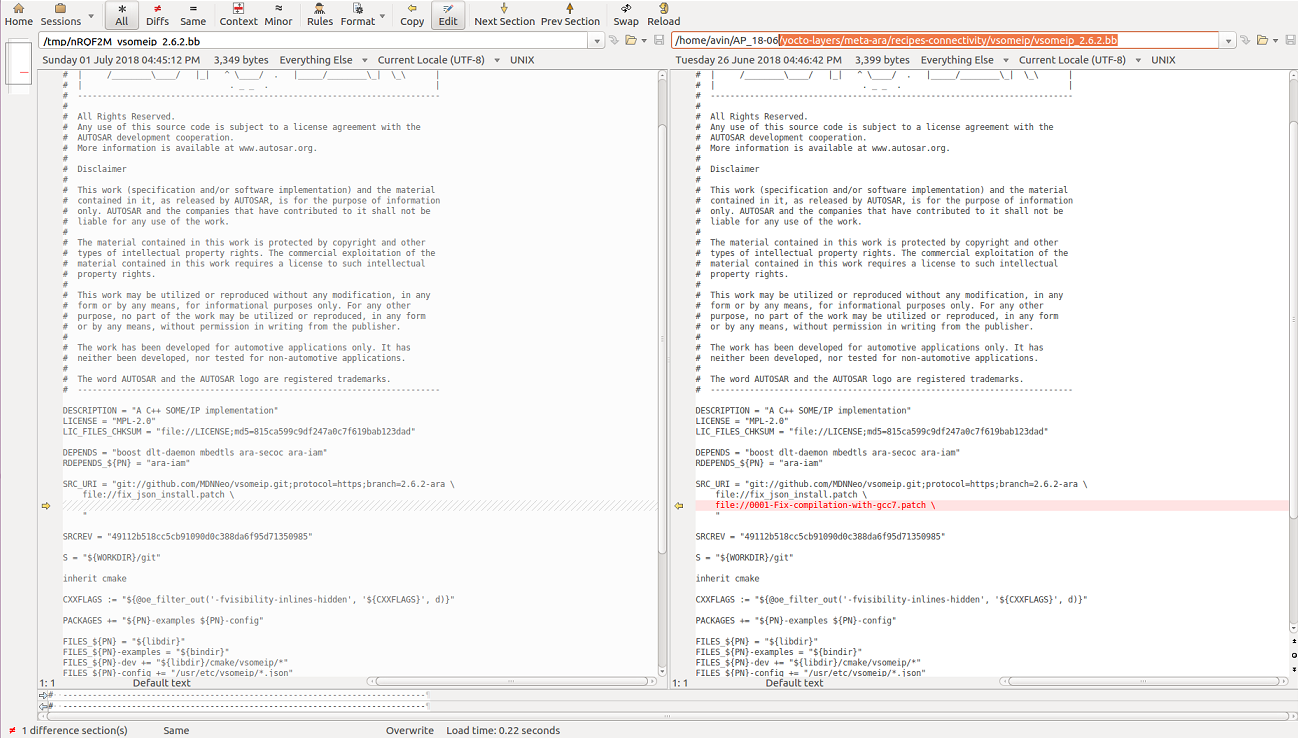 Home Sessions All Diffs Same Context Minor Rules Format Copy Edit Next Section Prev Section Swap Reload
/tmp/nRQF2M_vsomeip_2.6.2.bb
Sunday 01 July 2018 04:45:12 PM 3,349 bytes Everything Else Current Locale (UTF-8) UNIX
# | /________\____/ |_| ^ \____/ . |_____/________\_| \_\ |
# | . _ _ . |
# -------------------------------------------------------------------------
#
# All Rights Reserved.
# Any use of this source code is subject to a license agreement with the
# AUTOSAR development cooperation.
# More information is available at www.autosar.org.
#
# Disclaimer
#
# This work (specification and/or software implementation) and the material
# contained in it, as released by AUTOSAR, is for the purpose of information
# only. AUTOSAR and the companies that have contributed to it shall not be
# liable for any use of the work.
#
# The material contained in this work is protected by copyright and other
# types of intellectual property rights. The commercial exploitation of the
# material contained in this work requires a license to such intellectual
# property rights.
#
# This work may be utilized or reproduced without any modification, in any
# form or by any means, for informational purposes only. For any other
# purpose, no part of the work may be utilized or reproduced, in any form
# or by any means, without permission in writing from the publisher.
#
# The work has been developed for automotive applications only. It has
# neither been developed, nor tested for non-automotive applications.
#
# The word AUTOSAR and the AUTOSAR logo are registered trademarks.
# -------------------------------------------------------------------------
DESCRIPTION = "A C++ SOME/IP implementation"
LICENSE = "MPL-2.0"
LIC_FILES_CHKSUM = "file://LICENSE;md5=815ca599c9df247a0c7f619bab123dad"
DEPENDS = "boost dlt-daemon mbedtls ara-secoc ara-iam"
RDEPENDS_${PN} = "ara-iam"
SRC_URI = "git://github.com/MDNNeo/vsomeip.git;protocol=https;branch=2.6.2-ara \
file://fix_json_install.patch \
"
SRCREV = "49112b518cc5cb91090d0c388da6f95d71350985"
S = "${WORKDIR}/git"
inherit cmake
CXXFLAGS := "${@oe_filter_out('-fvisibility-inlines-hidden', '${CXXFLAGS}', d)}"
PACKAGES += "${PN}-examples ${PN}-config"
FILES_${PN} = "${libdir}"
FILES_${PN}-examples = "${bindir}"
FILES_${PN}-dev += "${libdir}/cmake/vsomeip/*"
FILES_${PN}-config += "/usr/etc/vsomeip/*.json"
1: 1 Default text
/home/avin/AP_18-06/yocto-layers/meta-ara/recipes-connectivity/vsomeip/vsomeip_2.6.2.bb
Tuesday 26 June 2018 04:46:42 PM 3,399 bytes Everything Else Current Locale (UTF-8) UNIX
# | /________\____/ |_| ^ \____/ . |_____/________\_| \_\ |
# | . _ _ . |
# -------------------------------------------------------------------------
#
# All Rights Reserved.
# Any use of this source code is subject to a license agreement with the
# AUTOSAR development cooperation.
# More information is available at www.autosar.org.
#
# Disclaimer
#
# This work (specification and/or software implementation) and the material
# contained in it, as released by AUTOSAR, is for the purpose of information
# only. AUTOSAR and the companies that have contributed to it shall not be
# liable for any use of the work.
#
# The material contained in this work is protected by copyright and other
# types of intellectual property rights. The commercial exploitation of the
# material contained in this work requires a license to such intellectual
# property rights.
#
# This work may be utilized or reproduced without any modification, in any
# form or by any means, for informational purposes only. For any other
# purpose, no part of the work may be utilized or reproduced, in any form
# or by any means, without permission in writing from the publisher.
#
# The work has been developed for automotive applications only. It has
# neither been developed, nor tested for non-automotive applications.
#
# The word AUTOSAR and the AUTOSAR logo are registered trademarks.
# -------------------------------------------------------------------------
DESCRIPTION = "A C++ SOME/IP implementation"
LICENSE = "MPL-2.0"
LIC_FILES_CHKSUM = "file://LICENSE;md5=815ca599c9df247a0c7f619bab123dad"
DEPENDS = "boost dlt-daemon mbedtls ara-secoc ara-iam"
RDEPENDS_${PN} = "ara-iam"
SRC_URI = "git://github.com/MDNNeo/vsomeip.git;protocol=https;branch=2.6.2-ara \
file://fix_json_install.patch \
file://0001-Fix-compilation-with-gcc7.patch \
"
SRCREV = "49112b518cc5cb91090d0c388da6f95d71350985"
S = "${WORKDIR}/git"
inherit cmake
CXXFLAGS := "${@oe_filter_out('-fvisibility-inlines-hidden', '${CXXFLAGS}', d)}"
PACKAGES += "${PN}-examples ${PN}-config"
FILES_${PN} = "${libdir}"
FILES_${PN}-examples = "${bindir}"
FILES_${PN}-dev += "${libdir}/cmake/vsomeip/*"
FILES_${PN}-config += "/usr/etc/vsomeip/*.json"
1: 1 Default text
#··-------------------------------------------------------------------------¶
#··-------------------------------------------------------------------------¶
1 difference section(s) Same Overwrite Load time: 0.22 seconds